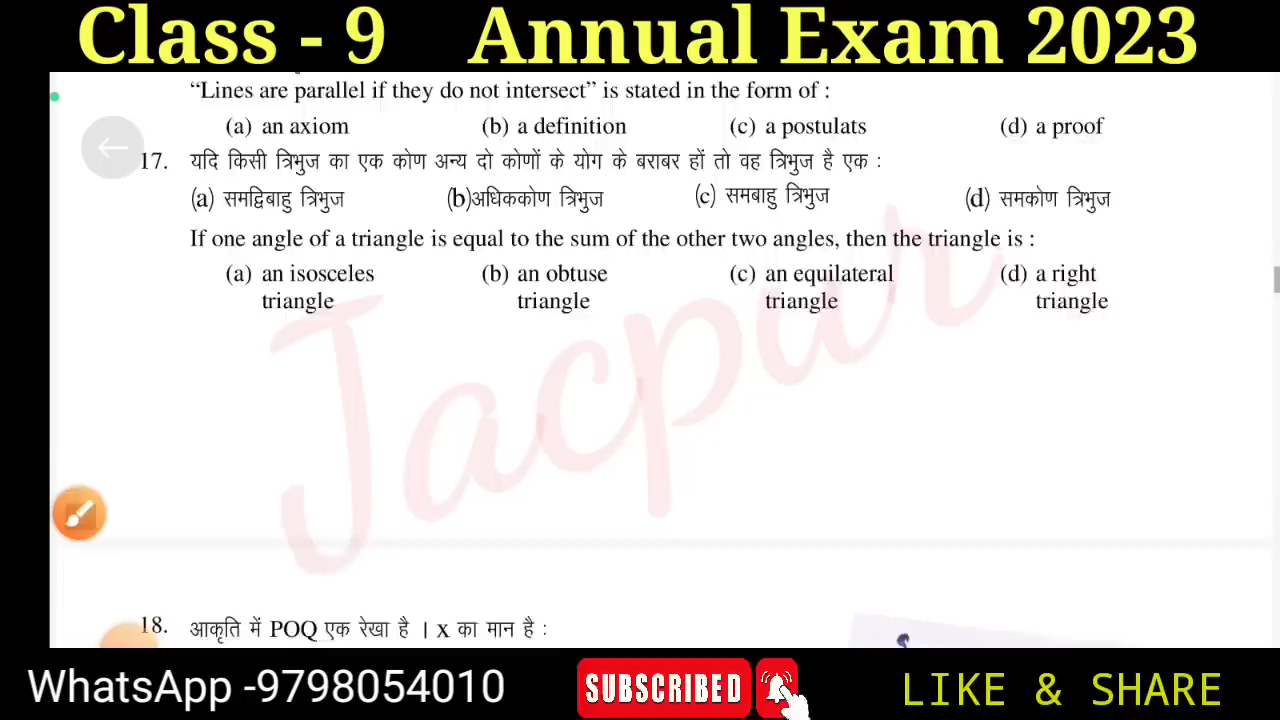 Class - 9 Annual Exam 2023
“Lines are parallel if they do not intersect” is stated in the form of :
(a) an axiom (b) a definition (c) a postulats (d) a proof
17. यदि किसी त्रिभुज का एक कोण अन्य दो कोणों के योग के बराबर हों तो वह त्रिभुज है एक :
(a) समद्विबाहु त्रिभुज (b)अधिककोण त्रिभुज (c) समबाहु त्रिभुज (d) समकोण त्रिभुज
If one angle of a triangle is equal to the sum of the other two angles, then the triangle is :
(a) an isosceles (b) an obtuse (c) an equilateral (d) a right
triangle triangle triangle triangle
Jacpur
18. आकृति में POQ एक रेखा है । x का मान है :
WhatsApp -9798054010 SUBSCRIBED LIKE & SHARE